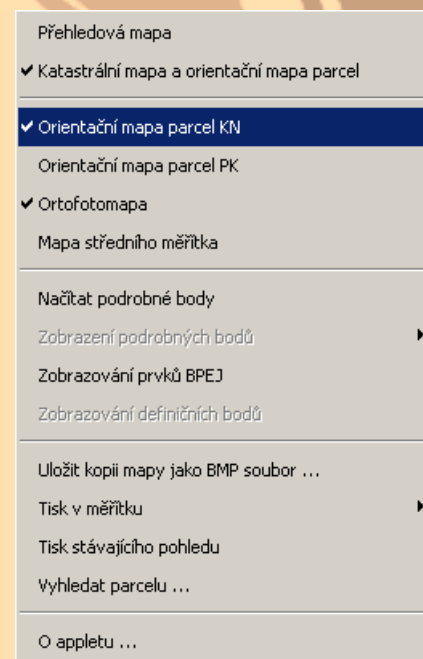 Přehledová mapa
Katastrální mapa a orientační mapa parcel
Orientační mapa parcel KN
Orientační mapa parcel PK
Ortofotomapa
Mapa středního měřítka
Načítat podrobné body
Zobrazení podrobných bodů
Zobrazování prvků BPEJ
Zobrazování definičních bodů
Uložit kopii mapy jako BMP soubor ...
Tisk v měřítku
Tisk stávajícího pohledu
Vyhledat parcelu ...
O appletu ...